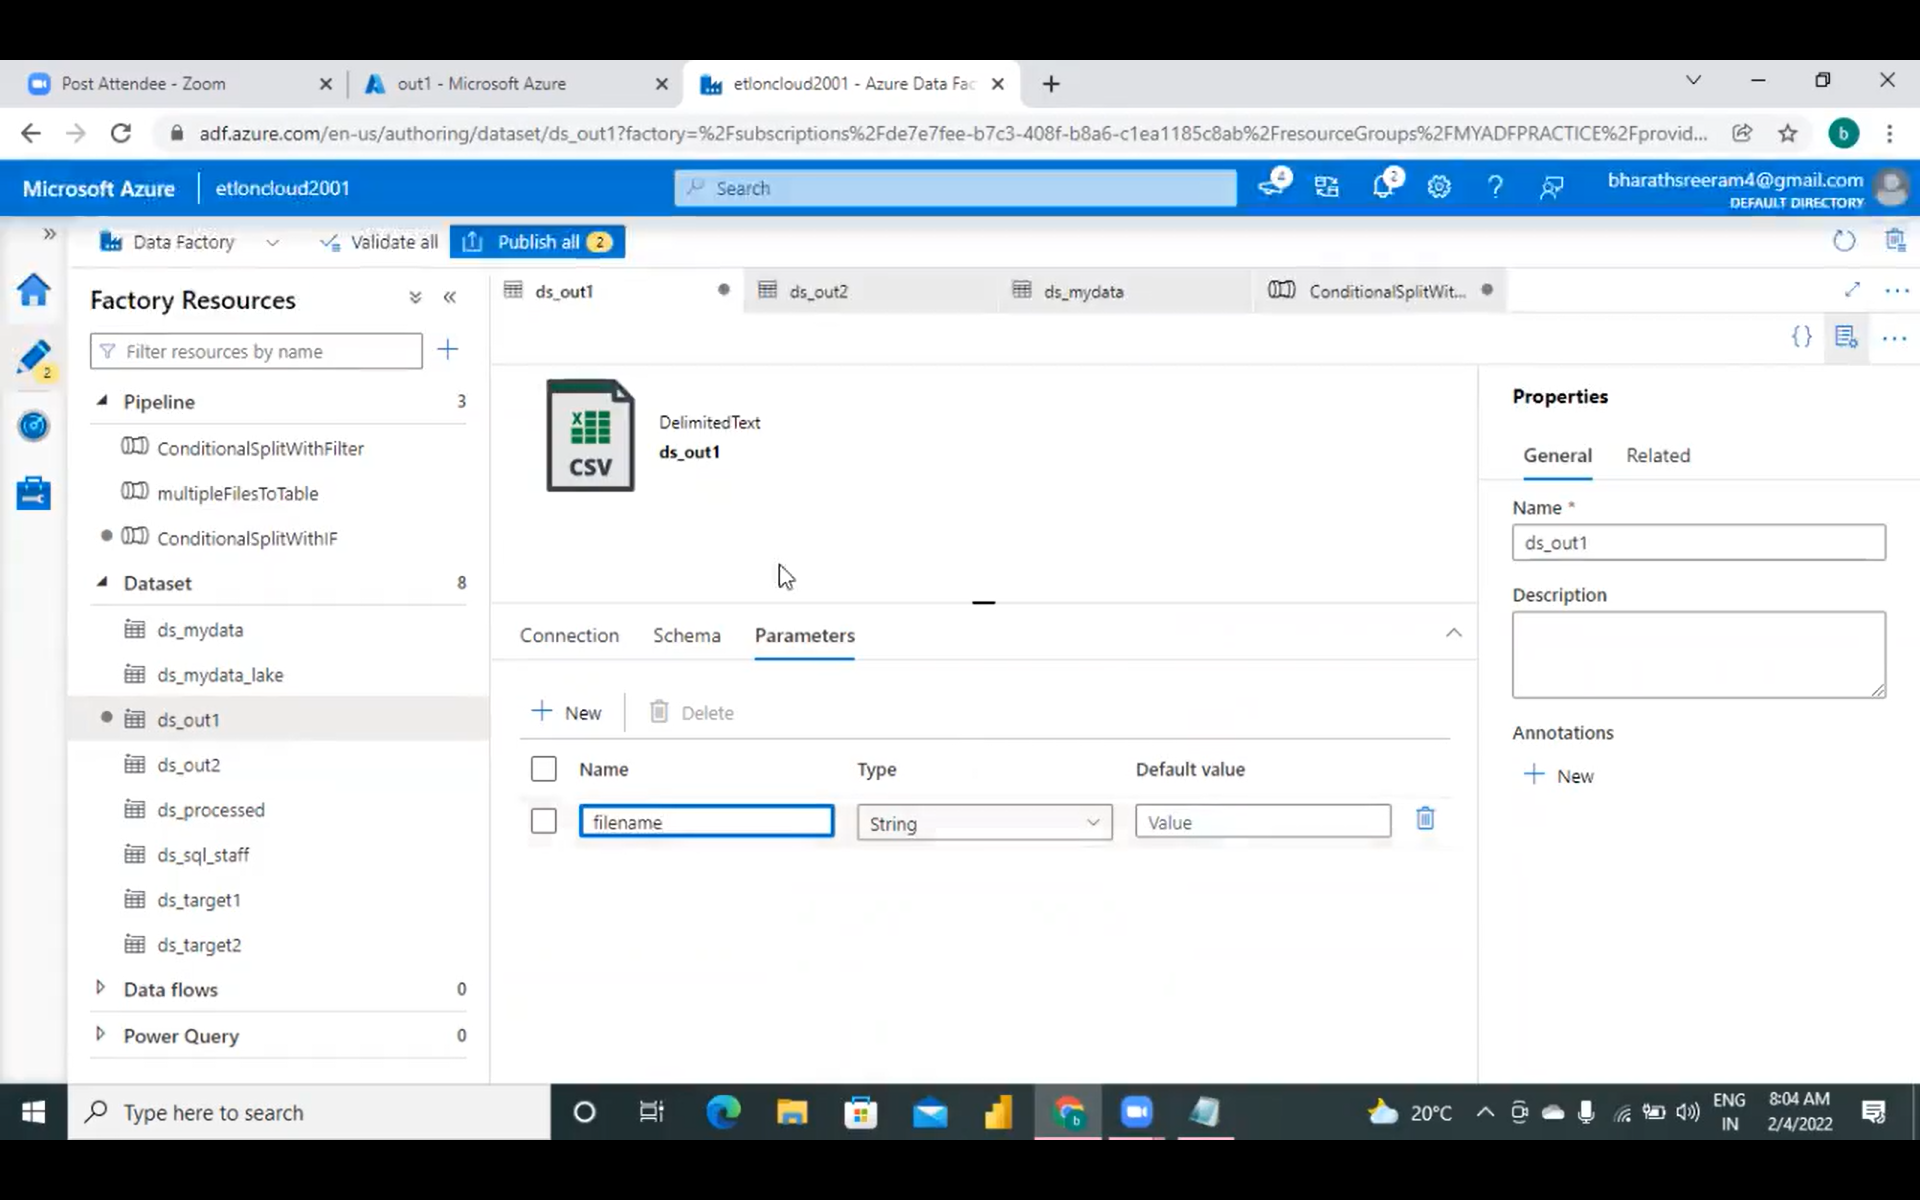 Post Attendee - Zoom
out1 - Microsoft Azure
etloncloud2001 - Azure Data Fac
adf.azure.com/en-us/authoring/dataset/ds_out1?factory=%2Fsubscriptions%2Fde7e7fee-b7c3-408f-b8a6-c1ea1185c8ab%2FresourceGroups%2FMYADFPRACTICE%2Fprovid...
b
Microsoft Azure
etloncloud2001
Search
4
2
bharathsreeram4@gmail.com
DEFAULT DIRECTORY
Data Factory
Validate all
Publish all 2
Factory Resources
Filter resources by name
2
Pipeline 3
ConditionalSplitWithFilter
multipleFilesToTable
ConditionalSplitWithIF
Dataset 8
ds_mydata
ds_mydata_lake
ds_out1
ds_out2
ds_processed
ds_sql_staff
ds_target1
ds_target2
Data flows 0
Power Query 0
ds_out1
ds_out2
ds_mydata
ConditionalSplitWit...
X
CSV
DelimitedText
ds_out1
Connection Schema Parameters
New
Delete
Name Type Default value
filename String Value
Properties
General Related
Name *
ds_out1
Description
Annotations
New
Type here to search
b
20°C
ENG
IN
8:04 AM
2/4/2022